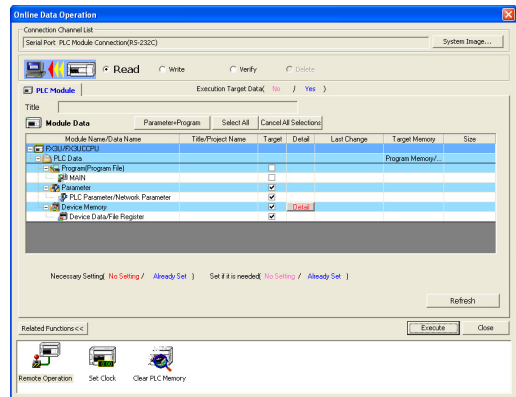 Online Data Operation
Connection Channel List
Serial Port PLC Module Connection(RS-232C)
System Image...
Read Write Verify Delete
PLC Module
Execution Target Data( No / Yes )
Title
Module Data Parameter+Program Select All Cancel All Selections
Module Name/Data Name Title/Project Name Target Detail Last Change Target Memory Size
FX3U/FX3UCCPU
PLC Data Program Memory/...
Program(Program File)
MAIN
Parameter
PLC Parameter/Network Parameter
Device Memory Detail
Device Data/File Register
Necessary Setting( No Setting / Already Set ) Set if it is needed( No Setting / Already Set )
Refresh
Related Functions<< Execute Close
Remote Operation Set Clock Clear PLC Memory